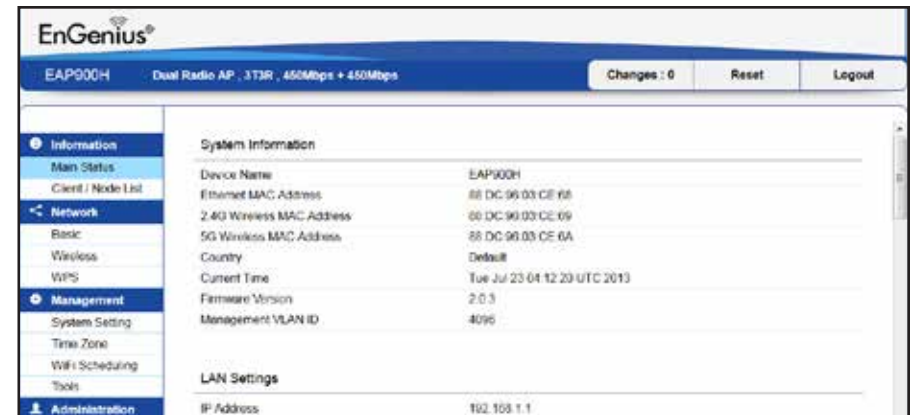 EnGenius®
EAP900H Dual Radio AP , 3T3R , 450Mbps + 450Mbps Changes : 0 Reset Logout
Information
Main Status
Client / Node List
Network
Basic
Wireless
WPS
Management
System Setting
Time Zone
WiFi Scheduling
Tools
Administration
System Information
Device Name EAP900H
Ethernet MAC Address 88:DC:96:03:CE:68
2.4G Wireless MAC Address 88:DC:96:03:CE:69
5G Wireless MAC Address 88:DC:96:03:CE:6A
Country Default
Current Time Tue Jul 23 04:12:23 UTC 2013
Firmware Version 2.0.3
Management VLAN ID 4096
LAN Settings
IP Address 192.168.1.1